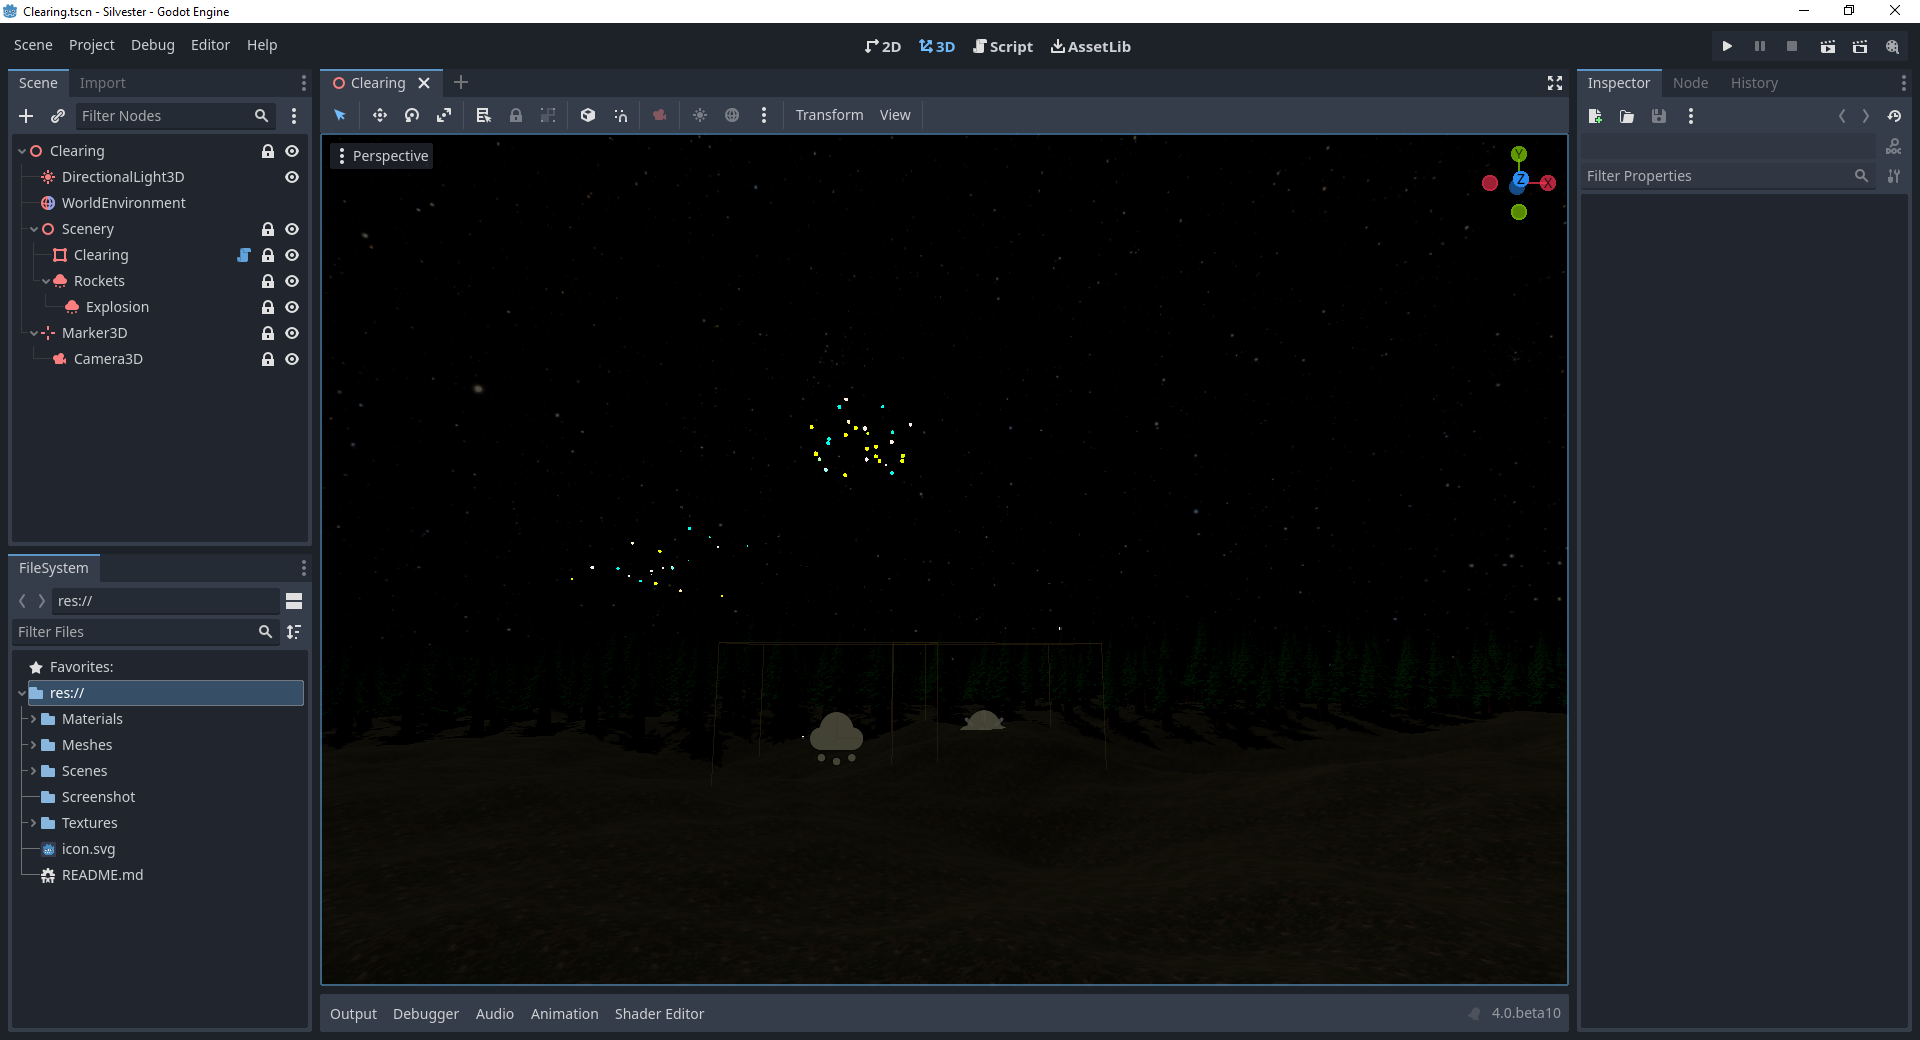 Clearing.tscn - Silvester - Godot Engine
Scene Project Debug Editor Help
2D 3D Script AssetLib
Scene Import
Filter Nodes
Clearing
DirectionalLight3D
WorldEnvironment
Scenery
Clearing
Rockets
Explosion
Marker3D
Camera3D
FileSystem
res://
Filter Files
Favorites:
res://
Materials
Meshes
Scenes
Screenshot
Textures
icon.svg
README.md
Clearing
Transform View
Perspective
Y
Z
X
Output Debugger Audio Animation Shader Editor
4.0.beta10
Inspector Node History
DOC
Filter Properties